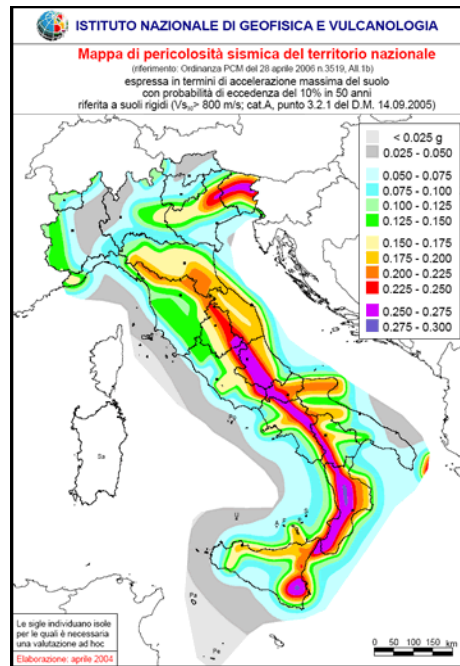 ISTITUTO NAZIONALE DI GEOFISICA E VULCANOLOGIA
Mappa di pericolosità sismica del territorio nazionale
(riferimento: Ordinanza PCM del 28 aprile 2006 n.3519, All.1b)
espressa in termini di accelerazione massima del suolo
con probabilità di eccedenza del 10% in 50 anni
riferita a suoli rigidi (Vs₃₀> 800 m/s; cat.A, punto 3.2.1 del D.M. 14.09.2005)
< 0.025 g
0.025 - 0.050
0.050 - 0.075
0.075 - 0.100
0.100 - 0.125
0.125 - 0.150
0.150 - 0.175
0.175 - 0.200
0.200 - 0.225
0.225 - 0.250
0.250 - 0.275
0.275 - 0.300
Sa
U
Pa
Pe
Le sigle individuano isole
per le quali è necessaria
una valutazione ad hoc
Elaborazione: aprile 2004
0 50 100 150 km